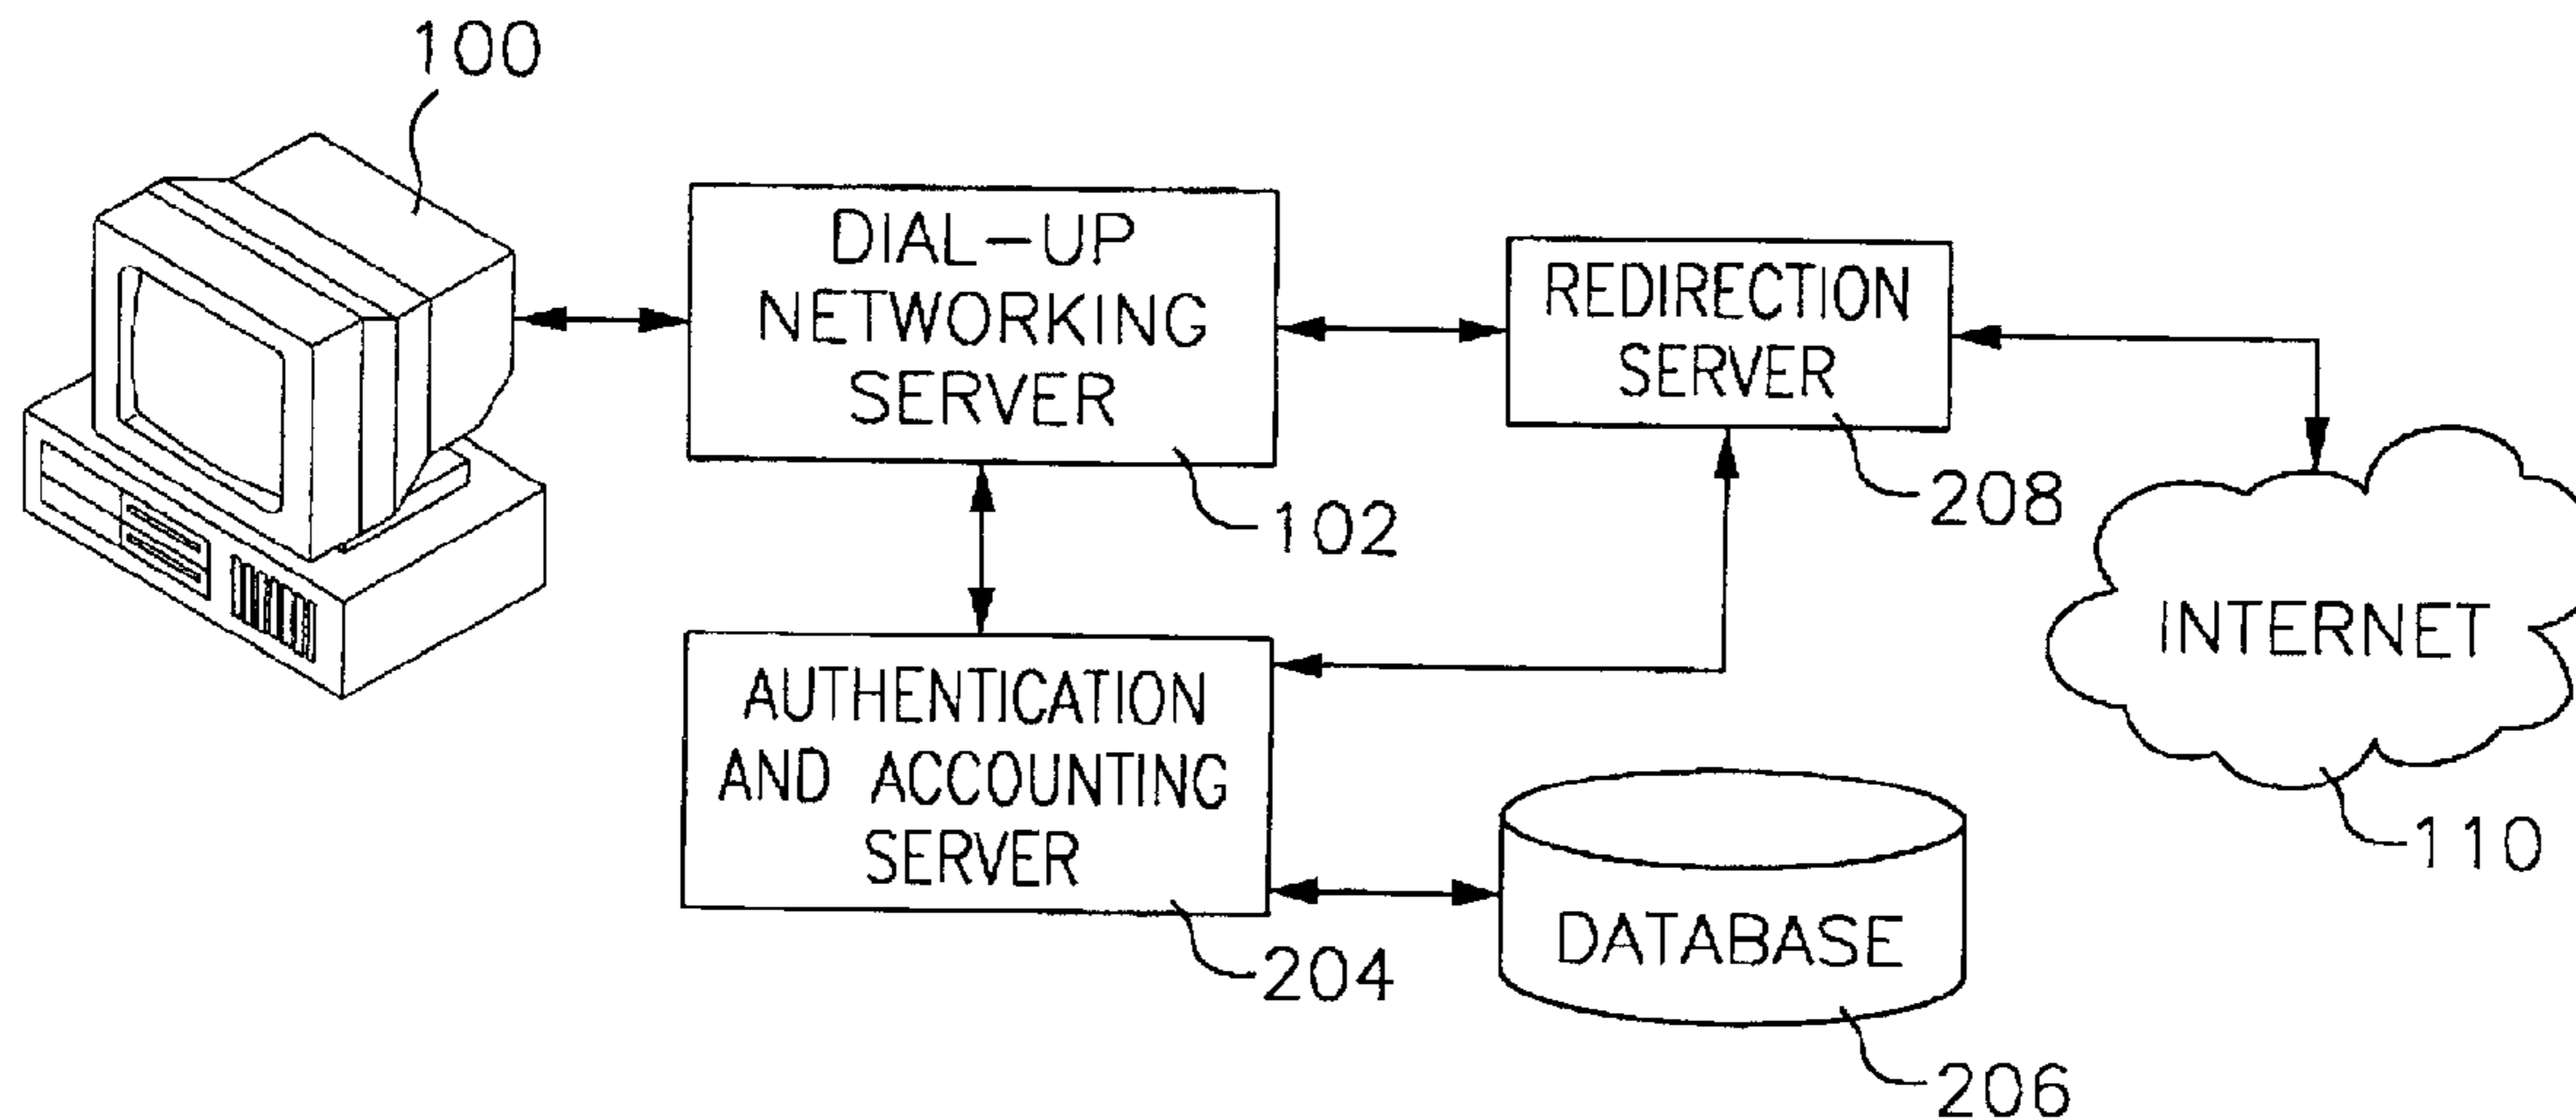 100
DIAL-UP
NETWORKING
SERVER
102
REDIRECTION
SERVER
208
INTERNET
110
AUTHENTICATION
AND ACCOUNTING
SERVER
204
DATABASE
206